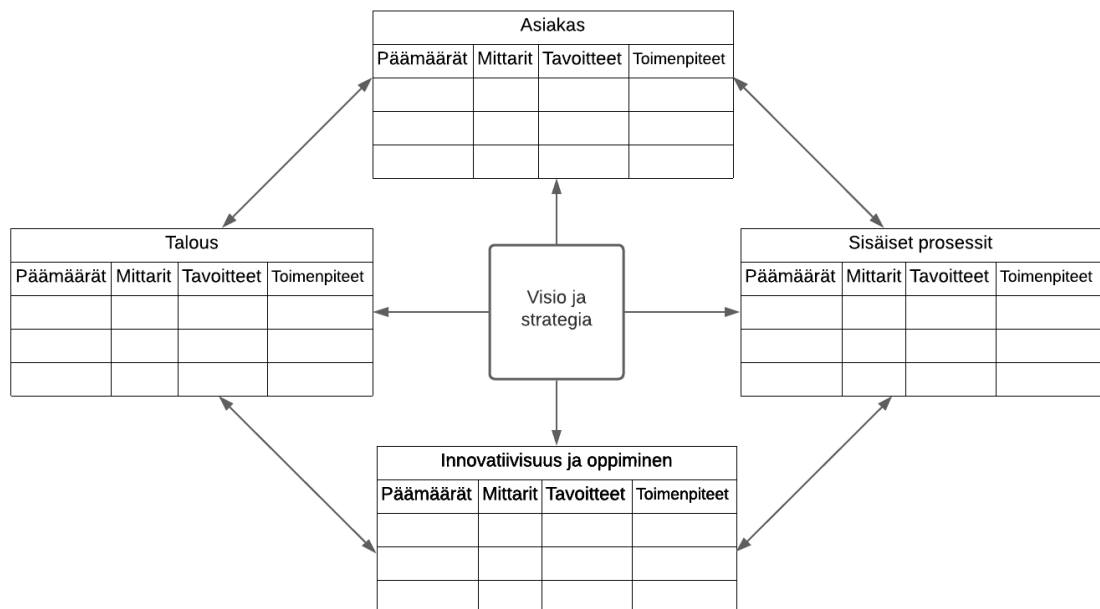 Asiakas
Päämäärät Mittarit Tavoitteet Toimenpiteet
Talous
Päämäärät Mittarit Tavoitteet Toimenpiteet
Visio ja
strategia
Sisäiset prosessit
Päämäärät Mittarit Tavoitteet Toimenpiteet
Innovatiivisuus ja oppiminen
Päämäärät Mittarit Tavoitteet Toimenpiteet